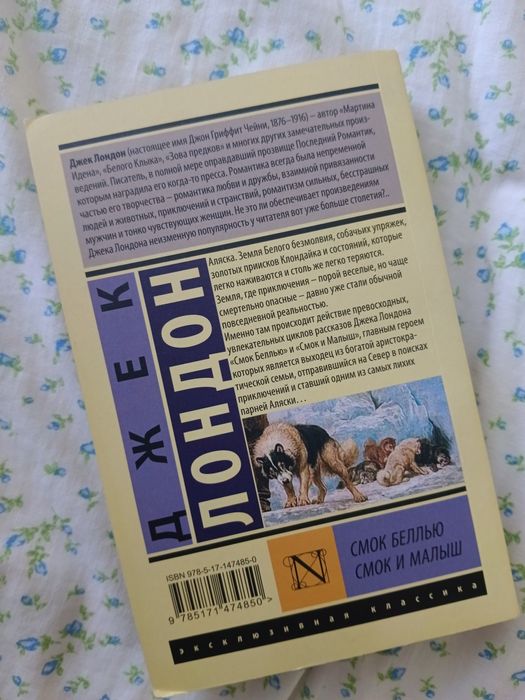 Джек Лондон (настоящее имя Джон Гриффит Чейни, 1876–1916) – автор «Мартина
Идена», «Белого Клыка», «Зова предков» и многих других замечательных произ-
ведений. Писатель, в полной мере оправдавший прозвище Последний Романтик,
которым наградила его когда-то пресса. Романтика всегда была непременной
частью его творчества – романтика любви и дружбы, взаимной привязанности
людей и животных, приключений и странствий, романтизм сильных, бесстрашных
мужчин и тонко чувствующих женщин. Не это ли обеспечивает произведениям
Джека Лондона неизменную популярность у читателя вот уже больше столетия?..
ДЖЕК
ЛОНДОН
Аляска. Земля Белого безмолвия, собачьих упряжек,
золотых приисков Клондайка и состояний, которые
легко наживаются и столь же легко теряются.
Земля, где приключения – порой веселые, но чаще
смертельно опасные – давно уже стали обычной
повседневной реальностью.
Именно там происходит действие превосходных,
увлекательных циклов рассказов Джека Лондона
«Смок Беллью» и «Смок и Малыш», главным героем
которых является выходец из богатой аристокра-
тической семьи, отправившийся на Север в поисках
приключений и ставший одним из самых лихих
парней Аляски...
ISBN 978-5-17-147485-0
9 785171 474850 >
N
СМОК БЕЛЛЬЮ
СМОК И МАЛЫШ
эксклюзивная классика